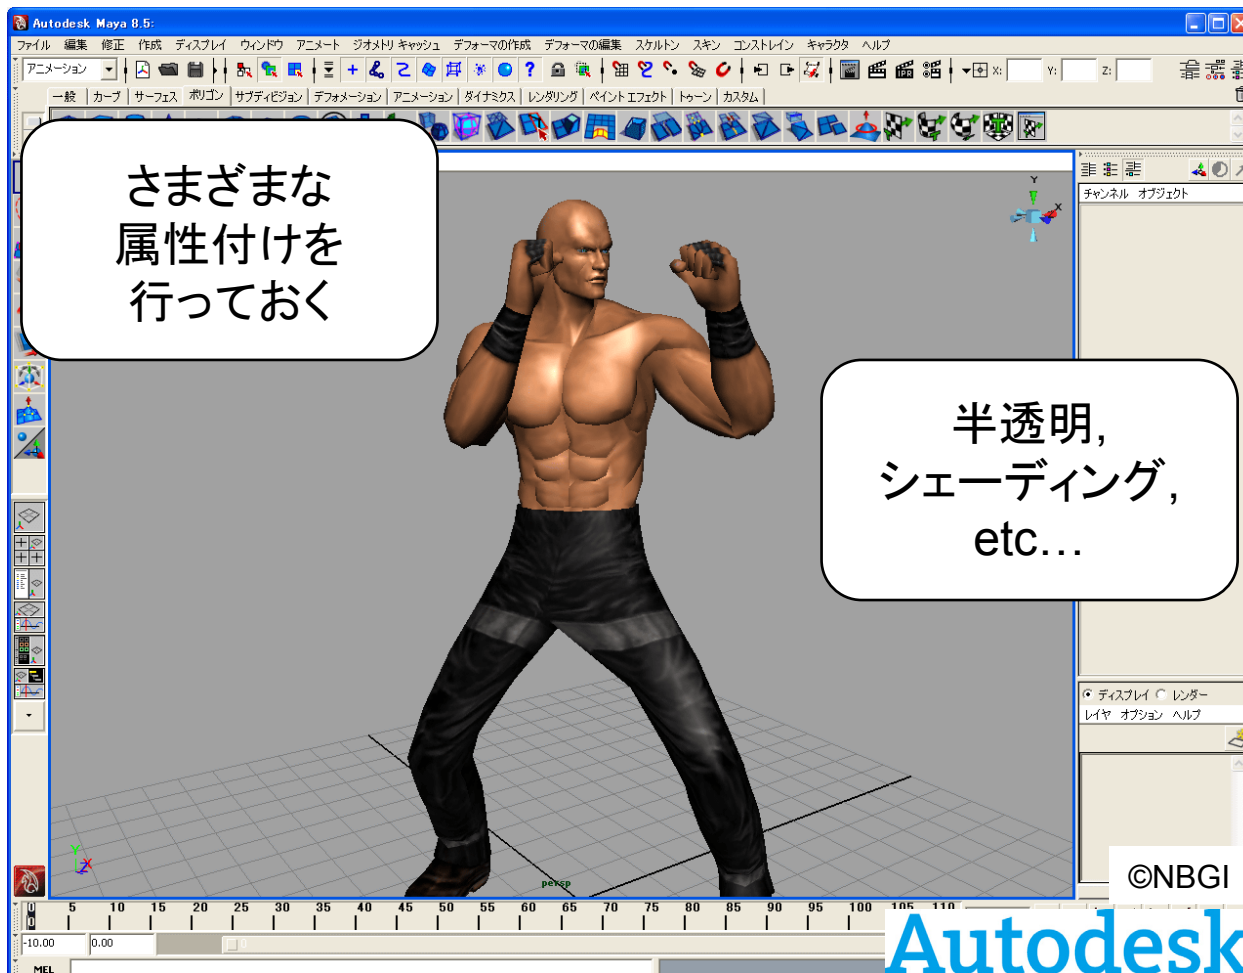 Autodesk Maya 8.5:
ファイル 編集 修正 作成 ディスプレイ ウィンドウ アニメート ジオメトリ キャッシュ デフォーマの作成 デフォーマの編集 スケルトン スキン コンストレイン キャラクタ ヘルプ
アニメーション X: Y: Z:
一般 カーブ サーフェス ポリゴン サブディビジョン デフォメーション アニメーション ダイナミクス レンダリング ペイント エフェクト トゥーン カスタム
さまざまな
属性付けを
行っておく
チャンネル オブジェクト
Y
X
半透明,
シェーディング,
etc…
ディスプレイ レンダー
レイヤ オプション ヘルプ
Y
X
Z
persp
©NBGI
0 5 10 15 20 25 30 35 40 45 50 55 60 65 70 75 80 85 90 95 100 105 110
-10.00 0.00 0
MEL
Autodesk